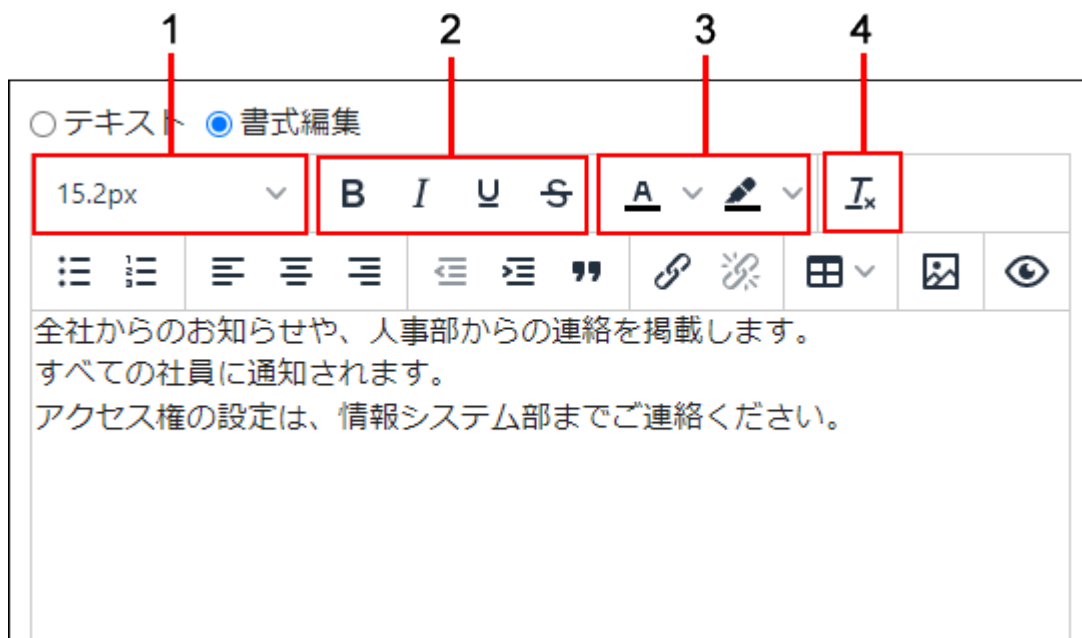 1 2 3 4
テキスト 書式編集
15.2px B I U S A T×
全社からのお知らせや、人事部からの連絡を掲載します。
すべての社員に通知されます。
アクセス権の設定は、情報システム部までご連絡ください。